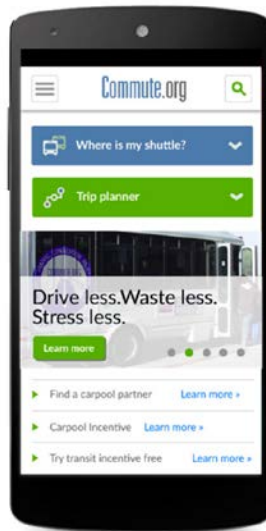 Commute.org
Where is my shuttle?
Trip planner
Drive less.Waste less.
Stress less.
Learn more
Find a carpool partner Learn more »
Carpool Incentive Learn more »
Try transit incentive free Learn more »